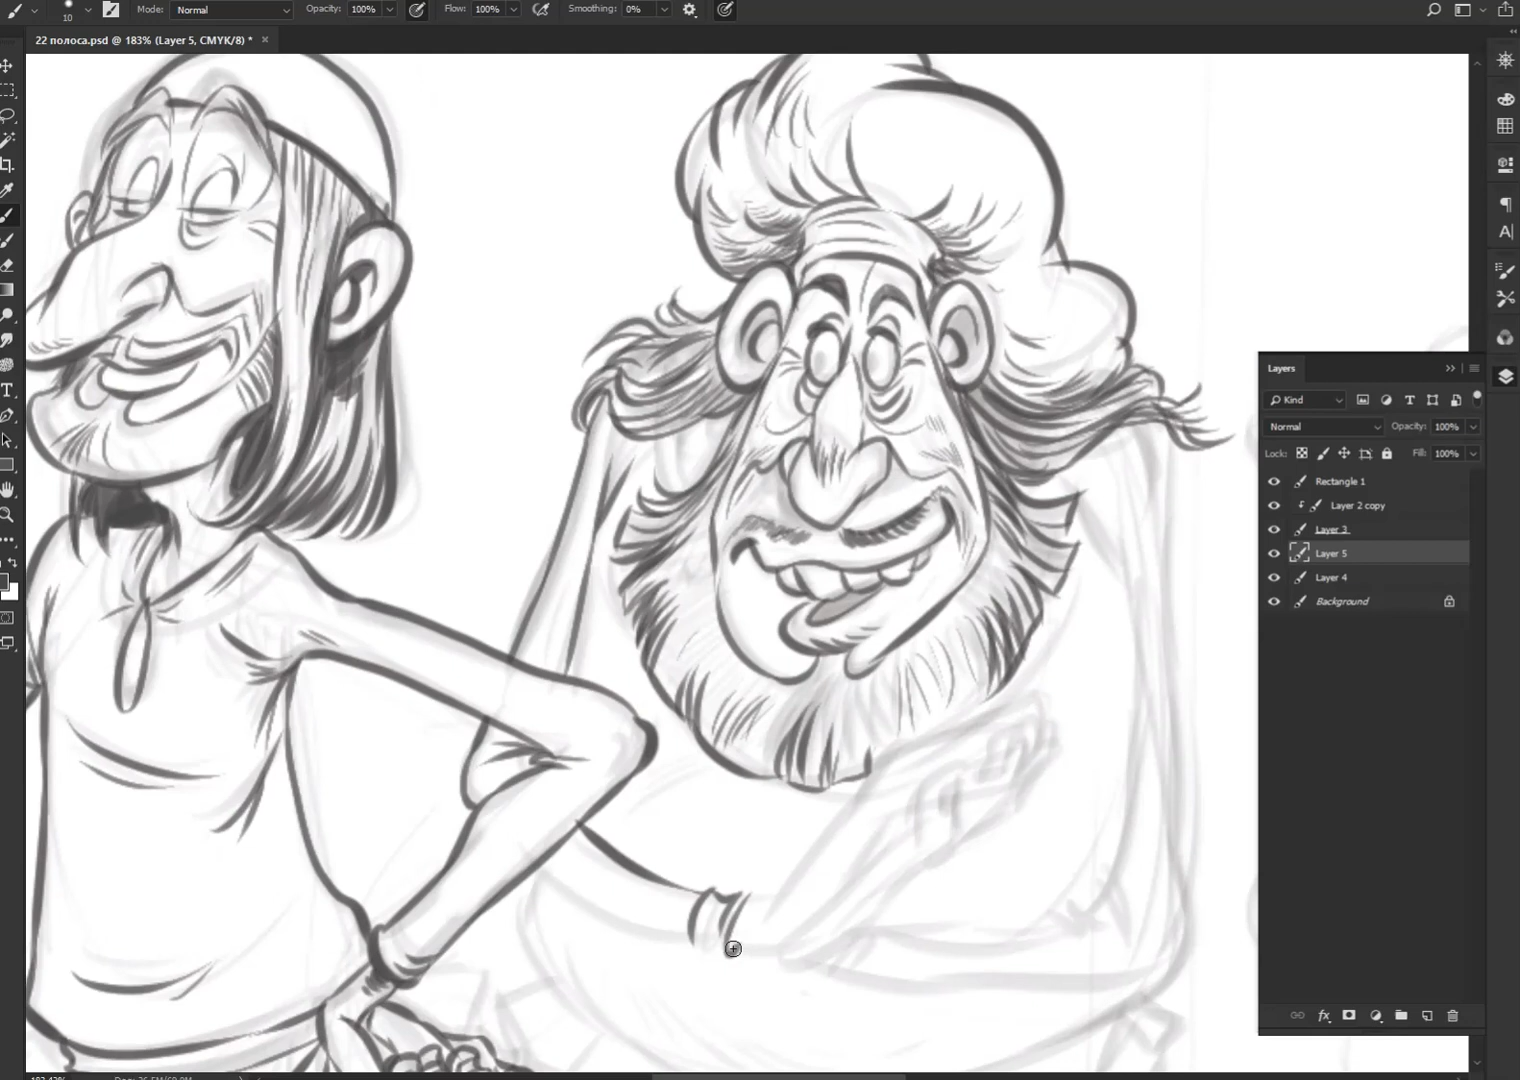 10
Mode: Normal
Opacity: 100%
Flow: 100%
Smoothing: 0%
22 полоса.psd @ 183% (Layer 5, CMYK/8) * ×
Layers
Kind
Normal
Opacity: 100%
Lock:
Fill: 100%
Rectangle 1
Layer 2 copy
Layer 3
Layer 5
Layer 4
Background